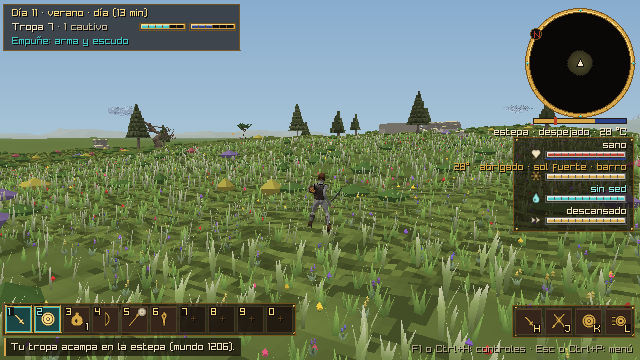 Día 11 · verano · día (13 min)
Tropa 7 · 1 cautivo
Empuñe: arma y escudo
N
estepa · despejado · 28 °C
sano
28° · abrigado · sol fuerte · barro
sin sed
descansado
1 2 3 1 4 5 6 7 8 9 0
H J K L
Tu tropa acampa en la estepa (mundo 1206).
F1 o Ctrl+H: controles · Esc o Ctrl+P: menú